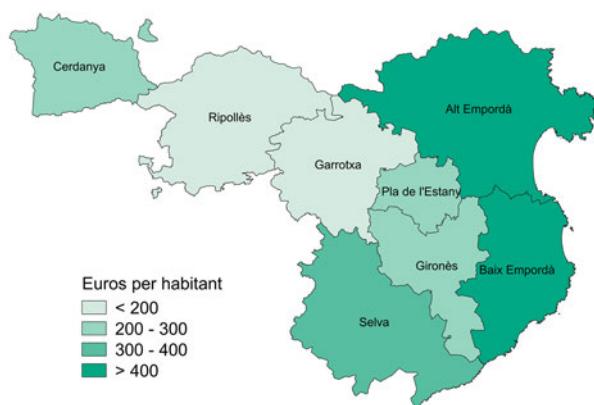 Cerdanya
Ripollès
Alt Empordà
Garrotxa
Pla de l'Estany
Gironès
Baix Empordà
Selva
Euros per habitant
< 200
200 - 300
300 - 400
> 400